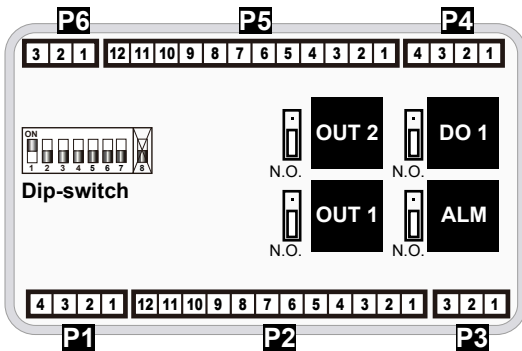 P6 P5 P4
3 2 1 12 11 10 9 8 7 6 5 4 3 2 1 4 3 2 1
ON
1 2 3 4 5 6 7 8
Dip-switch
OUT 2 DO 1
N.O. N.O.
OUT 1 ALM
N.O. N.O.
4 3 2 1 12 11 10 9 8 7 6 5 4 3 2 1 3 2 1
P1 P2 P3